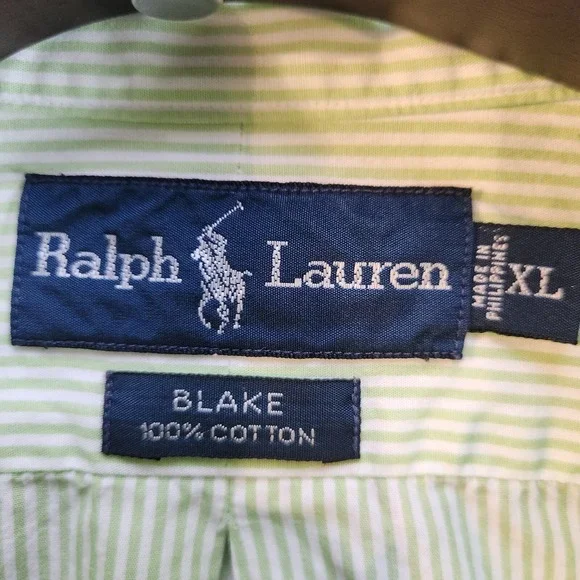 Ralph Lauren
MADE IN
PHILIPPINES
XL
BLAKE
100% COTTON